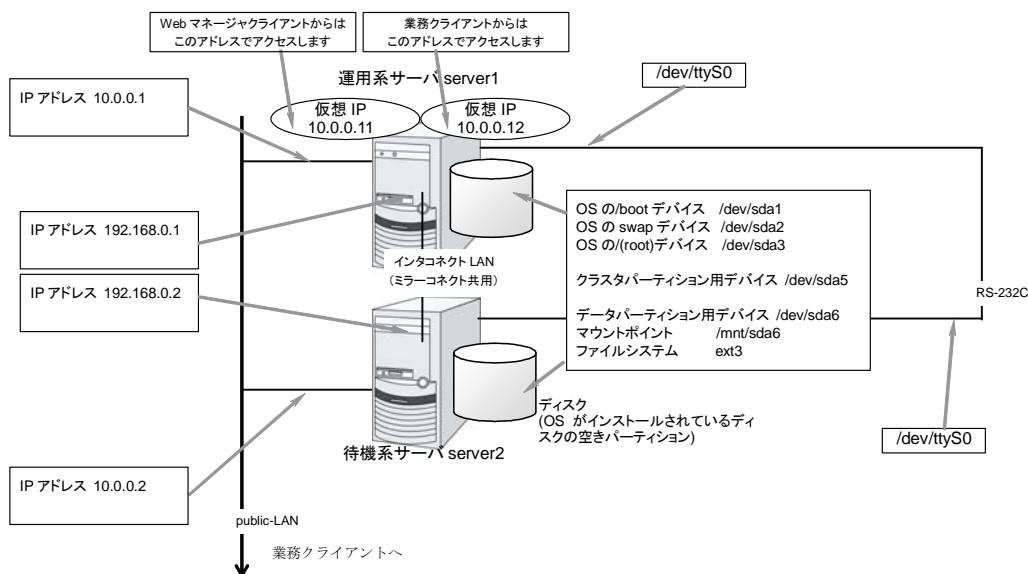 Web マネージャクライアントからは
このアドレスでアクセスします
業務クライアントからは
このアドレスでアクセスします
運用系サーバ server1
/dev/ttyS0
IP アドレス 10.0.0.1
仮想 IP
10.0.0.11
仮想 IP
10.0.0.12
IP アドレス 192.168.0.1
OS の/boot デバイス /dev/sda1
OS の swap デバイス /dev/sda2
OS の/(root)デバイス /dev/sda3
クラスタパーティション用デバイス /dev/sda5
データパーティション用デバイス /dev/sda6
マウントポイント /mnt/sda6
ファイルシステム ext3
インタコネクト LAN
(ミラーコネクト共用)
IP アドレス 192.168.0.2
RS-232C
ディスク
(OS がインストールされているディ
スクの空きパーティション)
/dev/ttyS0
待機系サーバ server2
IP アドレス 10.0.0.2
public-LAN
業務クライアントへ